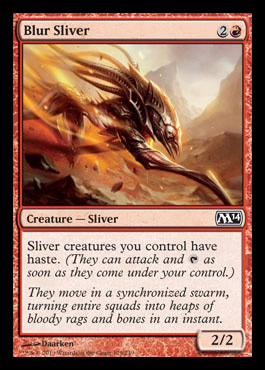 Blur Sliver 2
Creature — Sliver M14
Sliver creatures you control have
haste. (They can attack and as
soon as they come under your control.)
They move in a synchronized swarm,
turning entire squads into heaps of
bloody rags and bones in an instant.
Daarken 2/2